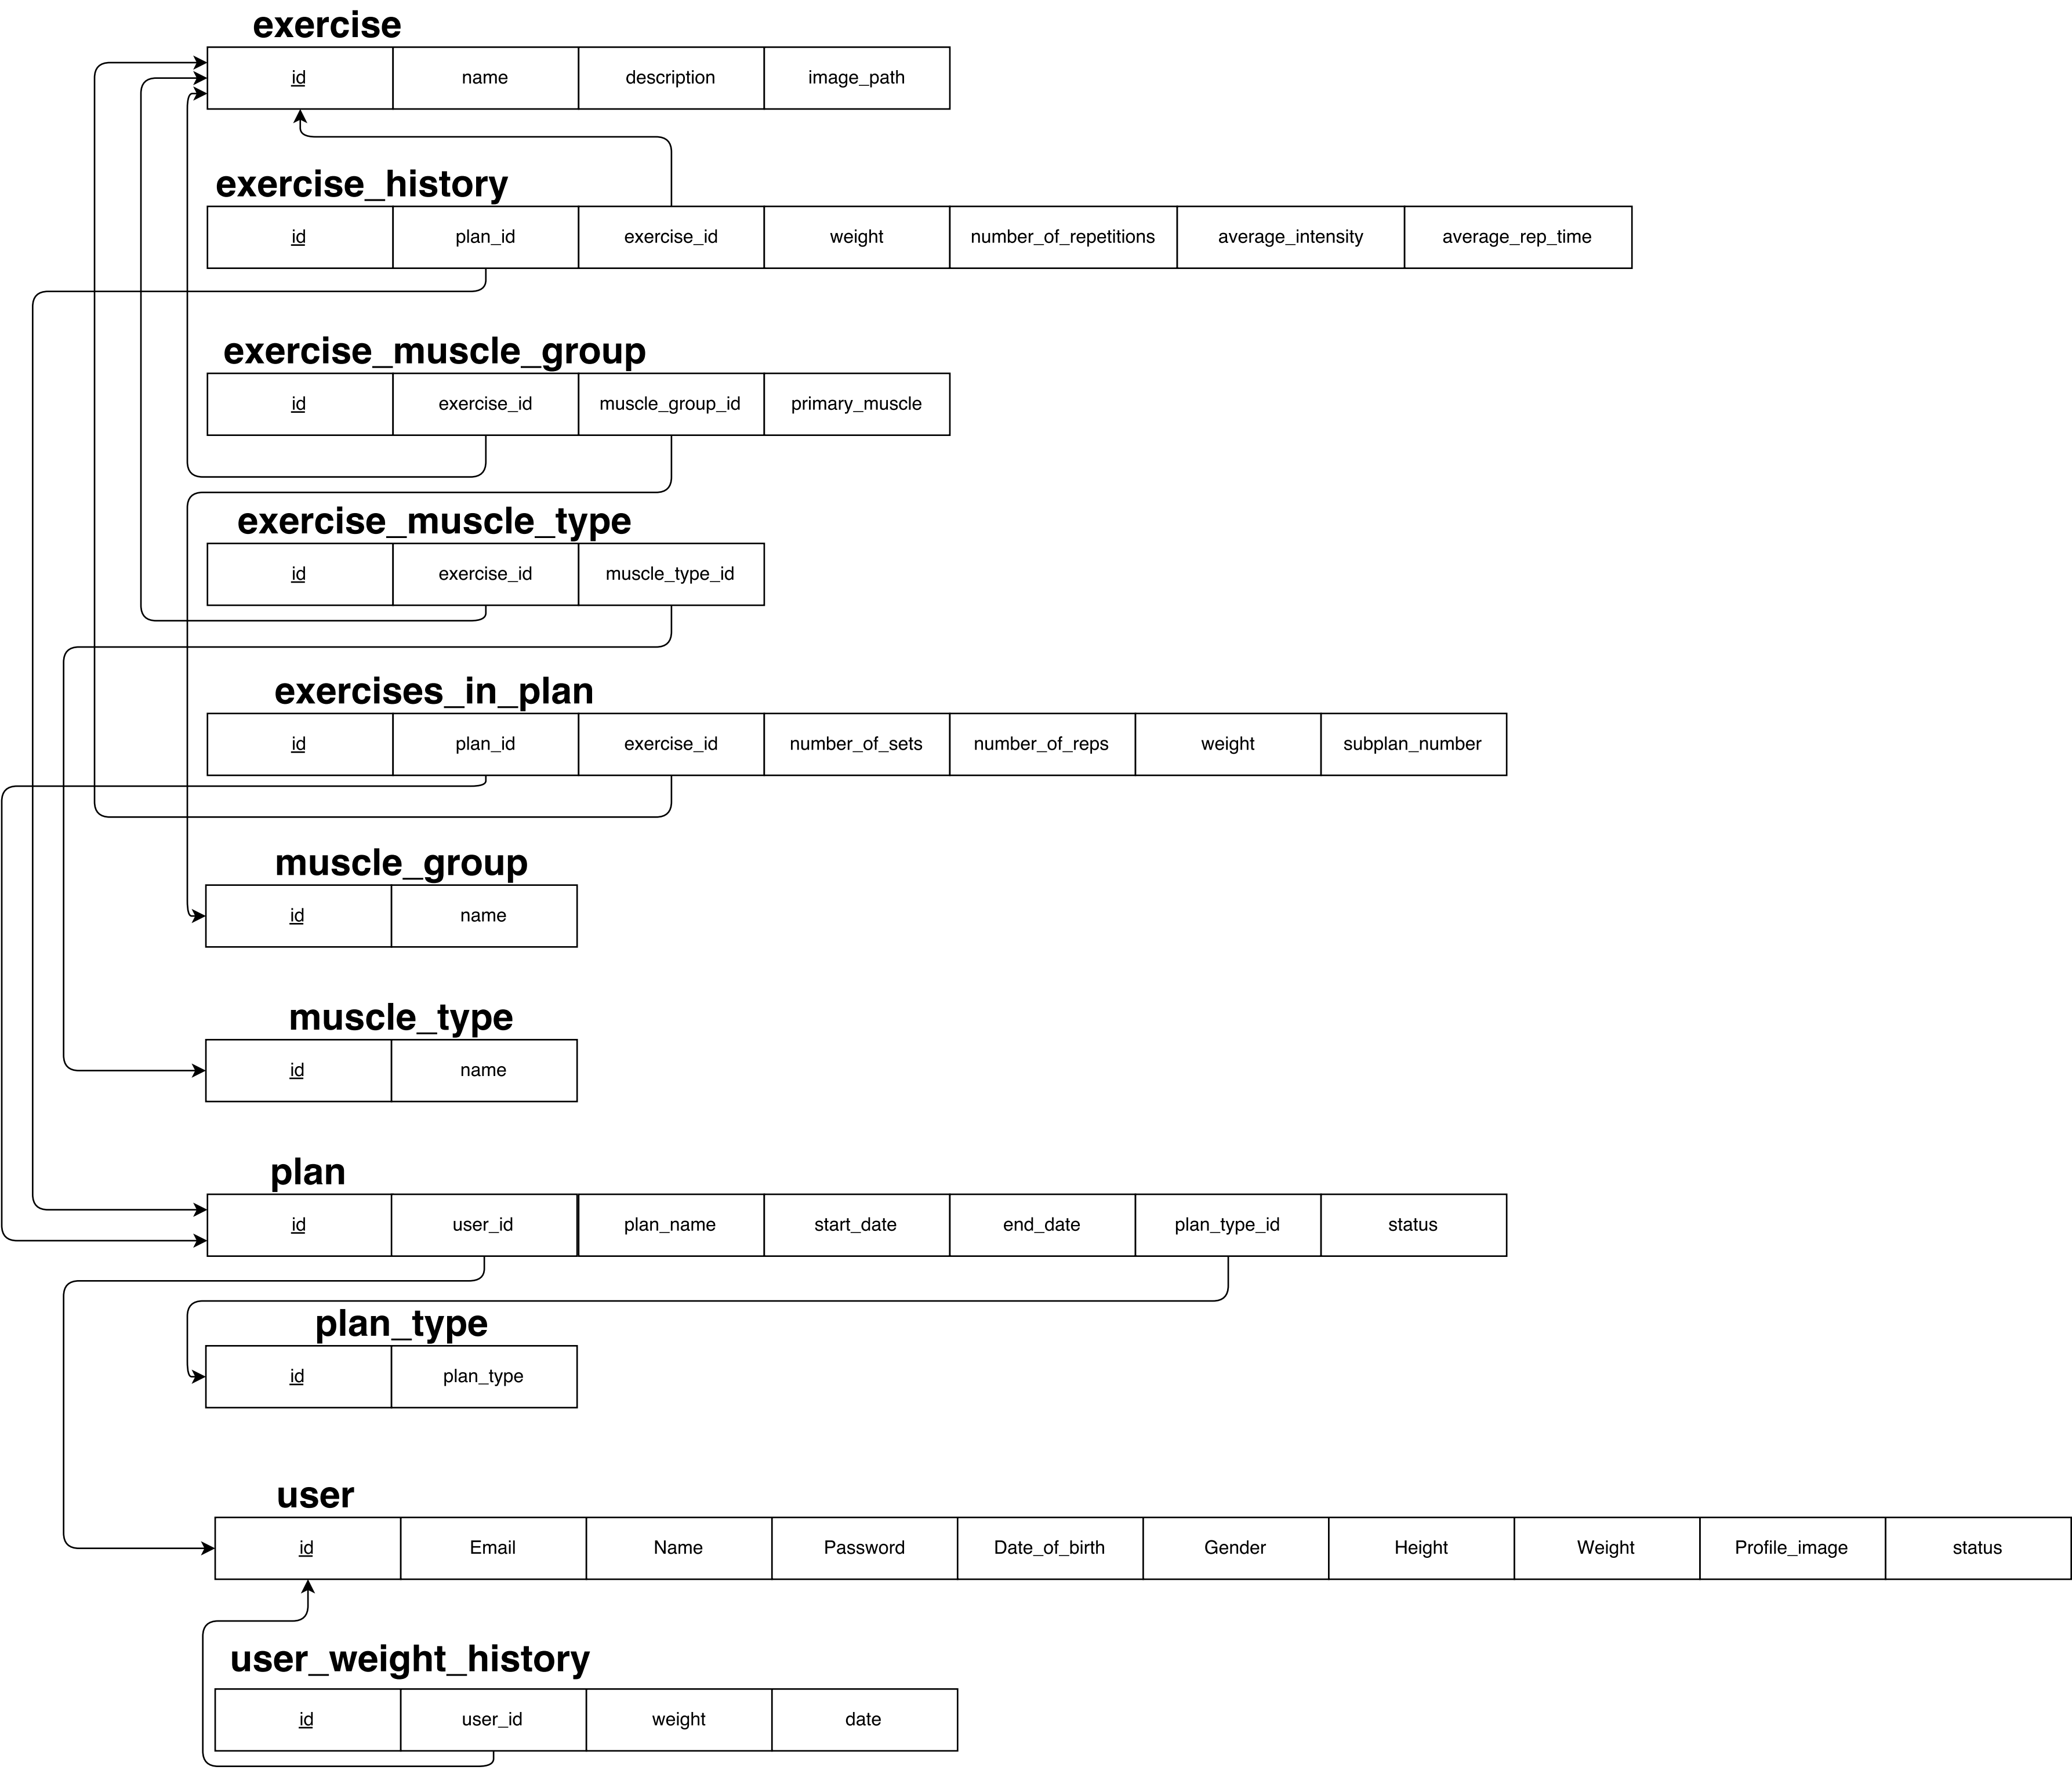 exercise
id name description image_path
exercise_history
id plan_id exercise_id weight number_of_repetitions average_intensity average_rep_time
exercise_muscle_group
id exercise_id muscle_group_id primary_muscle
exercise_muscle_type
id exercise_id muscle_type_id
exercises_in_plan
id plan_id exercise_id number_of_sets number_of_reps weight subplan_number
muscle_group
id name
muscle_type
id name
plan
id user_id plan_name start_date end_date plan_type_id status
plan_type
id plan_type
user
id Email Name Password Date_of_birth Gender Height Weight Profile_image status
user_weight_history
id user_id weight date